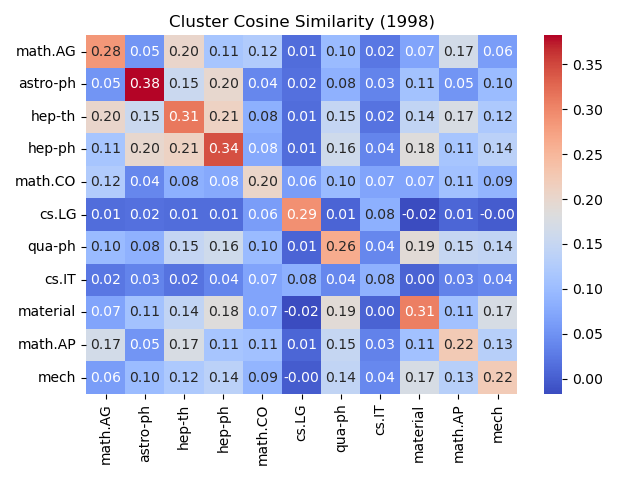 Cluster Cosine Similarity (1998)
math.AG 0.28 0.05 0.20 0.11 0.12 0.01 0.10 0.02 0.07 0.17 0.06
astro-ph 0.05 0.38 0.15 0.20 0.04 0.02 0.08 0.03 0.11 0.05 0.10
hep-th 0.20 0.15 0.31 0.21 0.08 0.01 0.15 0.02 0.14 0.17 0.12
hep-ph 0.11 0.20 0.21 0.34 0.08 0.01 0.16 0.04 0.18 0.11 0.14
math.CO 0.12 0.04 0.08 0.08 0.20 0.06 0.10 0.07 0.07 0.11 0.09
cs.LG 0.01 0.02 0.01 0.01 0.06 0.29 0.01 0.08 -0.02 0.01 -0.00
qua-ph 0.10 0.08 0.15 0.16 0.10 0.01 0.26 0.04 0.19 0.15 0.14
cs.IT 0.02 0.03 0.02 0.04 0.07 0.08 0.04 0.08 0.00 0.03 0.04
material 0.07 0.11 0.14 0.18 0.07 -0.02 0.19 0.00 0.31 0.11 0.17
math.AP 0.17 0.05 0.17 0.11 0.11 0.01 0.15 0.03 0.11 0.22 0.13
mech 0.06 0.10 0.12 0.14 0.09 -0.00 0.14 0.04 0.17 0.13 0.22
math.AG astro-ph hep-th hep-ph math.CO cs.LG qua-ph cs.IT material math.AP mech
0.35
0.30
0.25
0.20
0.15
0.10
0.05
0.00